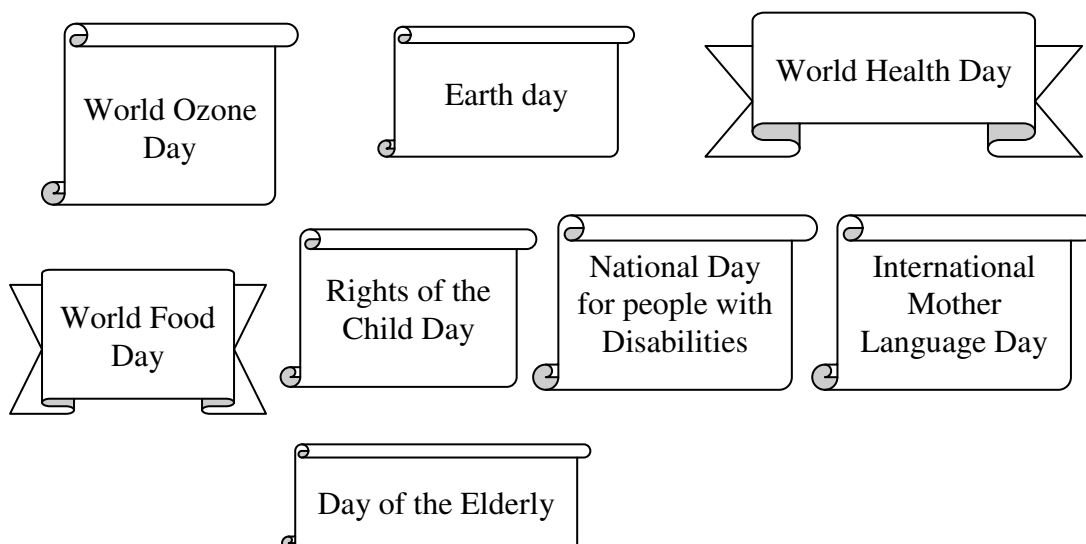 World Ozone
Day
Earth day
World Health Day
World Food
Day
Rights of the
Child Day
National Day
for people with
Disabilities
International
Mother
Language Day
Day of the Elderly